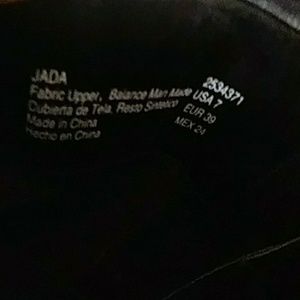 JADA
Fabric Upper, Balance Man Made
Cubierta de Tela, Resto Sintetico
Made in China
Hecho en China
2534371
USA 7
EUR 39
MEX 24